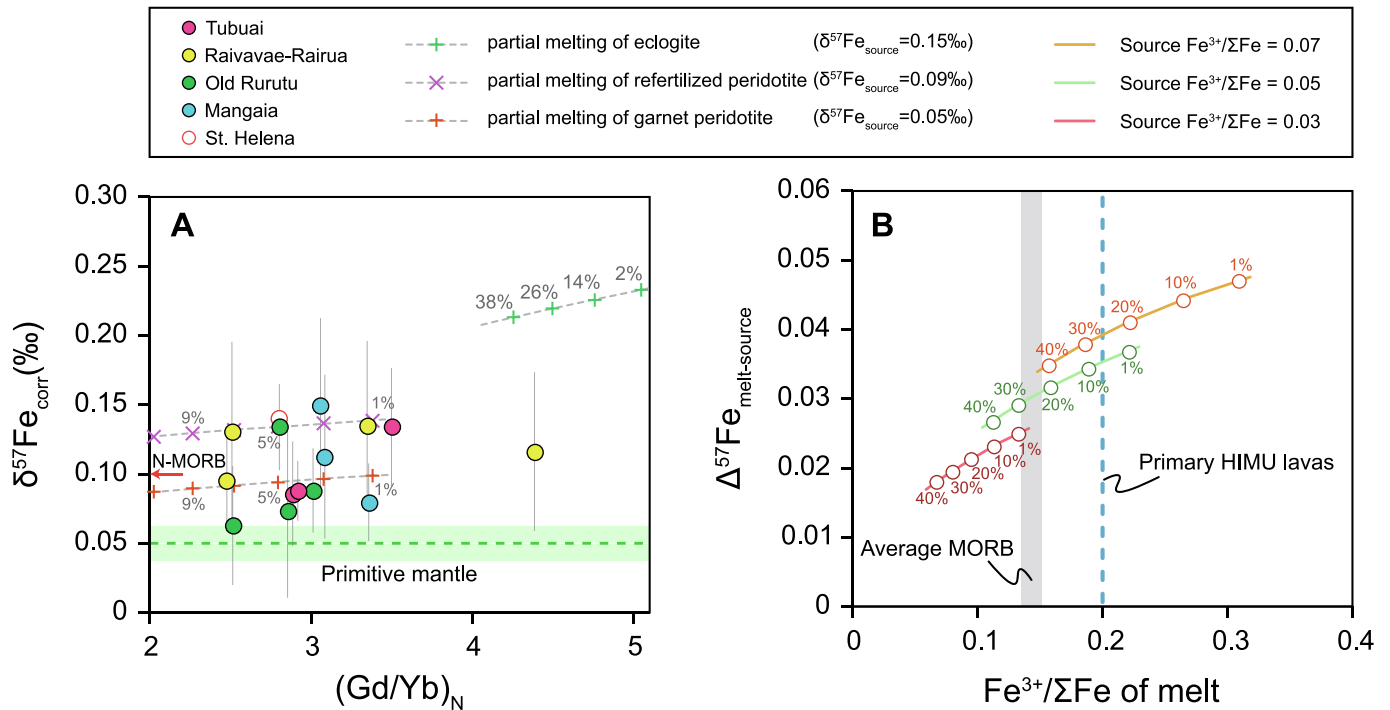 Tubuai
Raivavae-Rairua
Old Rurutu
Mangaia
St. Helena
partial melting of eclogite (δ⁵⁷Fe_source=0.15‰)
partial melting of refertilized peridotite (δ⁵⁷Fe_source=0.09‰)
partial melting of garnet peridotite (δ⁵⁷Fe_source=0.05‰)
Source Fe³⁺/ΣFe = 0.07
Source Fe³⁺/ΣFe = 0.05
Source Fe³⁺/ΣFe = 0.03
A
δ⁵⁷Fe_corr(‰)
0.30
0.25
0.20
0.15
0.10
0.05
0
38%
26%
14%
2%
9%
5%
1%
N-MORB
9%
5%
1%
Primitive mantle
2
3
4
5
(Gd/Yb)_N
B
Δ⁵⁷Fe_melt-source
0.06
0.05
0.04
0.03
0.02
0.01
0
40%
30%
20%
10%
1%
40%
30%
20%
10%
1%
40%
30%
20%
10%
1%
Primary HIMU lavas
Average MORB
0
0.1
0.2
0.3
0.4
Fe³⁺/ΣFe of melt